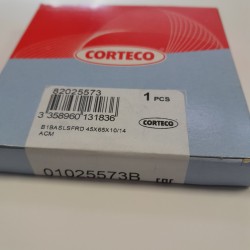 CORTECO
82025573
1 PCS
3 358960 131836
CORTECO
B1BASLSFRD 45X65X10/14
ACM
01025573B